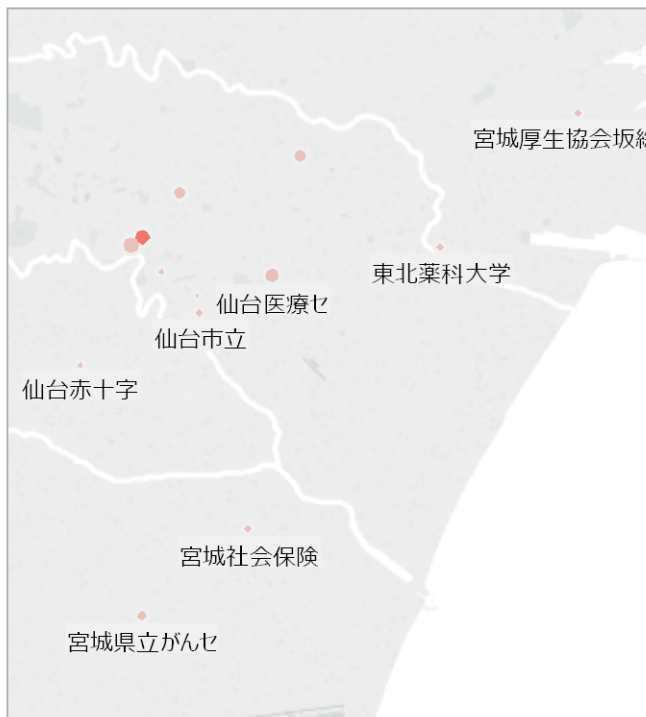 宮城厚生協会坂総
東北薬科大学
仙台医療セ
仙台市立
仙台赤十字
宮城社会保険
宮城県立がんセ